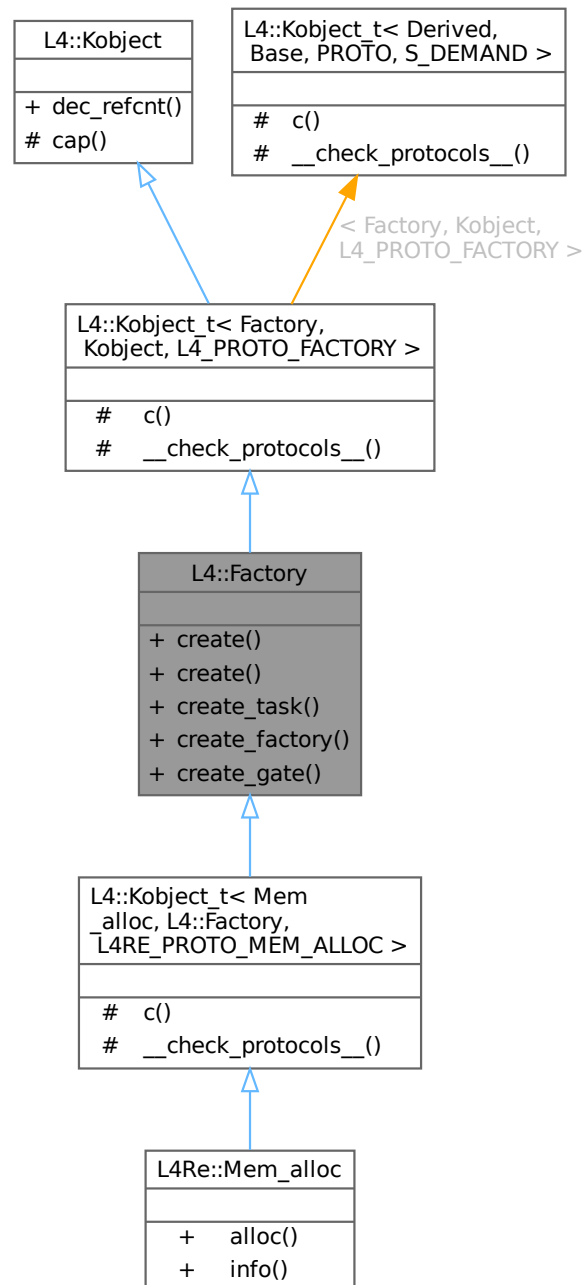 L4::Kobject
+ dec_refcnt()
# cap()
L4::Kobject_t< Derived,
Base, PROTO, S_DEMAND >
# c()
# __check_protocols__()
< Factory, Kobject,
L4_PROTO_FACTORY >
L4::Kobject_t< Factory,
Kobject, L4_PROTO_FACTORY >
# c()
# __check_protocols__()
L4::Factory
+ create()
+ create()
+ create_task()
+ create_factory()
+ create_gate()
L4::Kobject_t< Mem
_alloc, L4::Factory,
L4RE_PROTO_MEM_ALLOC >
# c()
# __check_protocols__()
L4Re::Mem_alloc
+ alloc()
+ info()